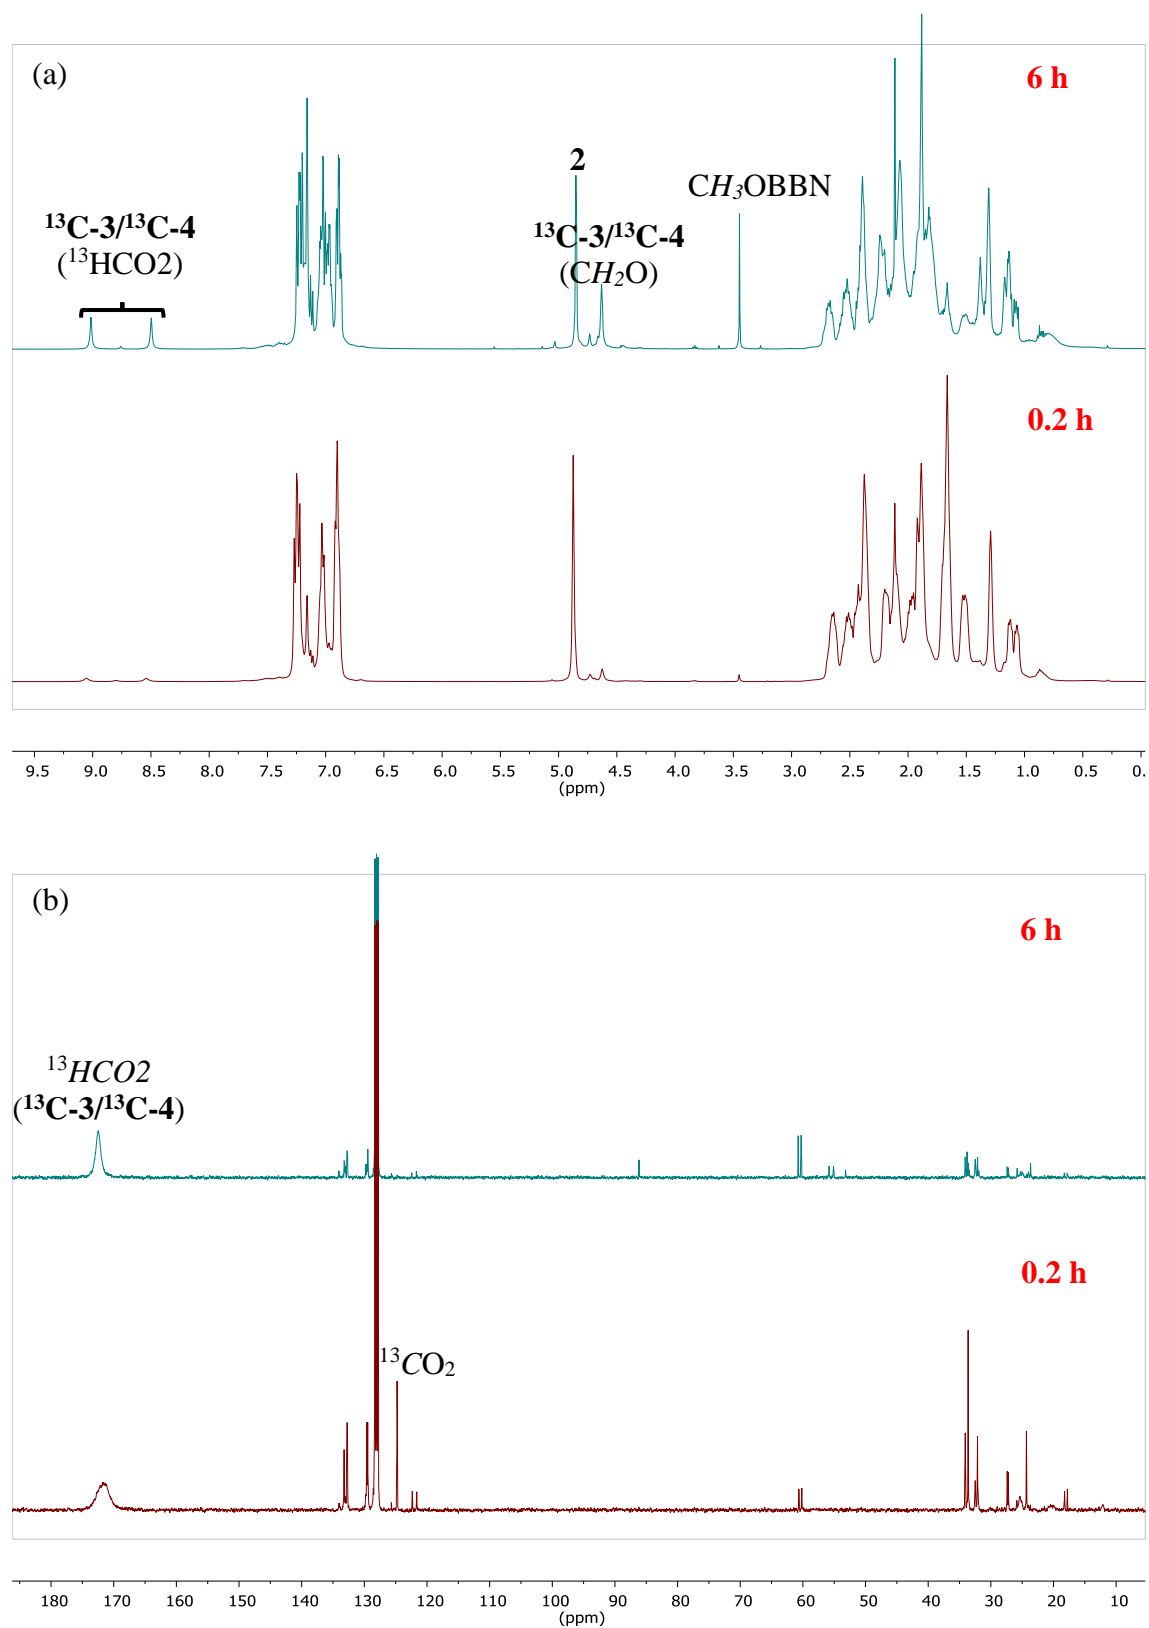 (a)
6 h
2
CH₃OBBN
¹³C-3/¹³C-4
(¹³HCO2)
¹³C-3/¹³C-4
(CH₂O)
0.2 h
9.5 9.0 8.5 8.0 7.5 7.0 6.5 6.0 5.5 5.0 4.5 4.0 3.5 3.0 2.5 2.0 1.5 1.0 0.5 0.
(ppm)
(b)
6 h
¹³HCO2
(¹³C-3/¹³C-4)
0.2 h
¹³CO₂
180 170 160 150 140 130 120 110 100 90 80 70 60 50 40 30 20 10
(ppm)